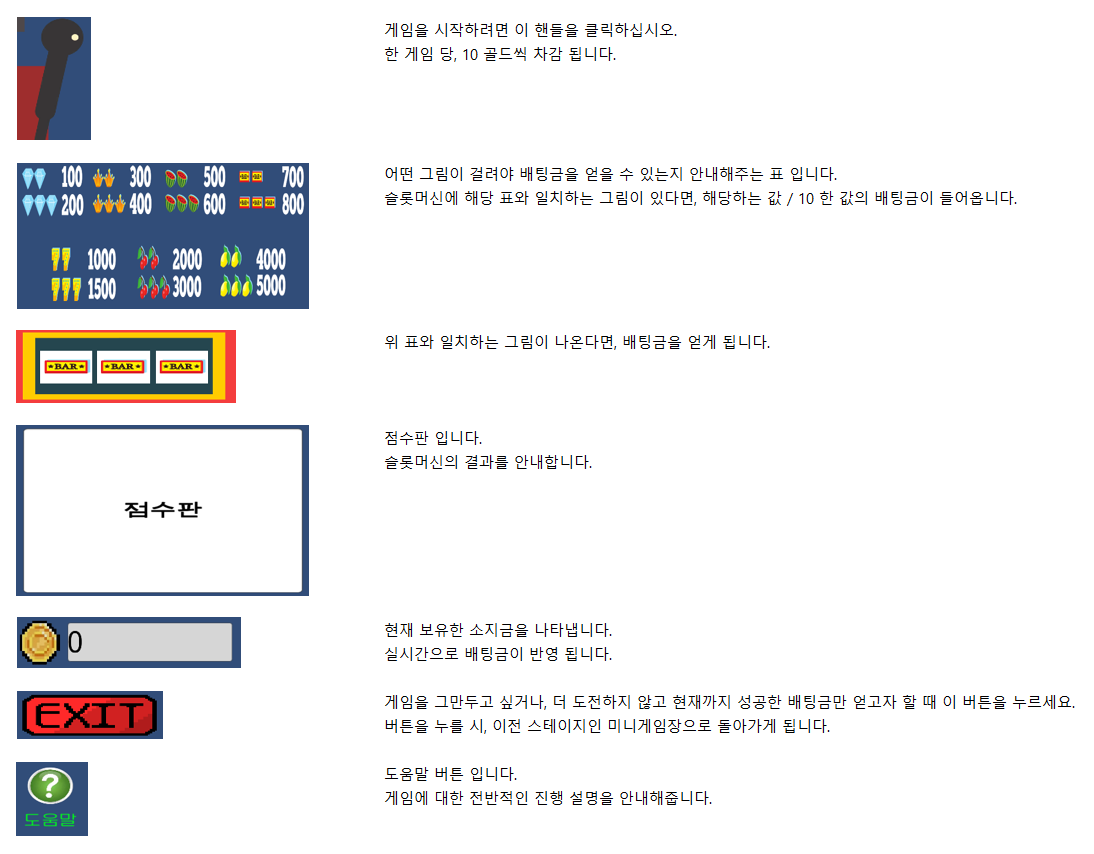 게임을 시작하려면 이 핸들을 클릭하십시오.
한 게임 당, 10 골드씩 차감 됩니다.
100 300 500 700
200 400 600 800
1000 2000 4000
1500 3000 5000
어떤 그림이 걸려야 배팅금을 얻을 수 있는지 안내해주는 표 입니다.
슬롯머신에 해당 표와 일치하는 그림이 있다면, 해당하는 값 / 10 한 값의 배팅금이 들어옵니다.
BAR BAR BAR
위 표와 일치하는 그림이 나온다면, 배팅금을 얻게 됩니다.
점수판
점수판 입니다.
슬롯머신의 결과를 안내합니다.
0
현재 보유한 소지금을 나타냅니다.
실시간으로 배팅금이 반영 됩니다.
EXIT
게임을 그만두고 싶거나, 더 도전하지 않고 현재까지 성공한 배팅금만 얻고자 할 때 이 버튼을 누르세요.
버튼을 누를 시, 이전 스테이지인 미니게임장으로 돌아가게 됩니다.
?
도움말
도움말 버튼 입니다.
게임에 대한 전반적인 진행 설명을 안내해줍니다.